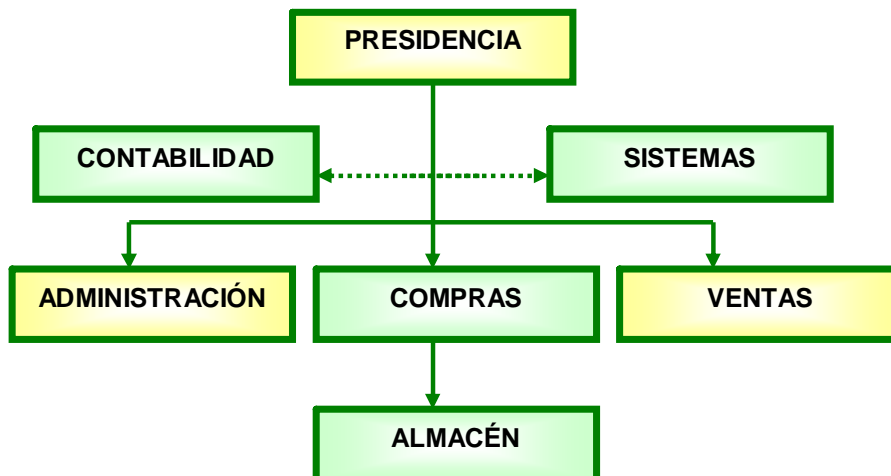 PRESIDENCIA
CONTABILIDAD
SISTEMAS
ADMINISTRACIÓN
COMPRAS
VENTAS
ALMACÉN